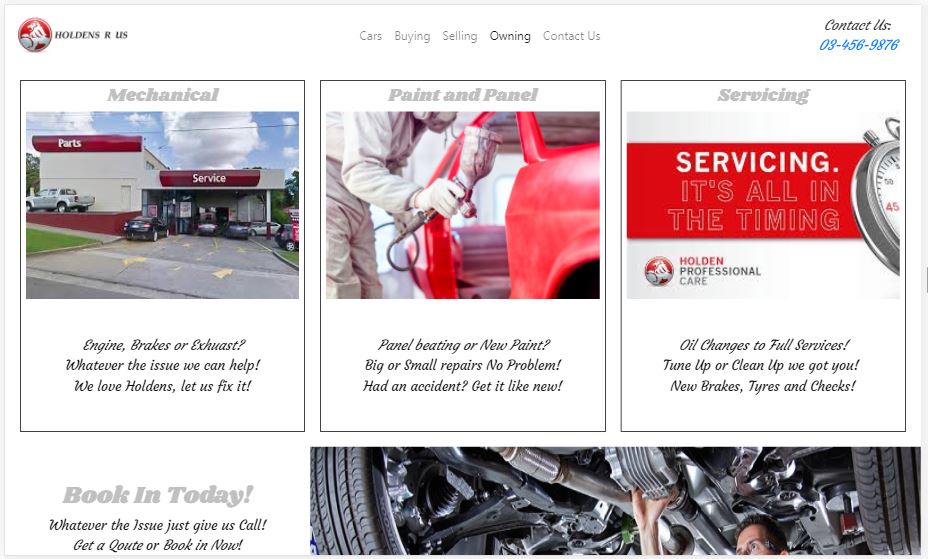 HOLDENS R US
Cars Buying Selling Owning Contact Us
Contact Us:
03-456-9876
Mechanical
Parts
Service
Engine, Brakes or Exhuast?
Whatever the issue we can help!
We love Holdens, let us fix it!
Paint and Panel
Panel beating or New Paint?
Big or Small repairs No Problem!
Had an accident? Get it like new!
Servicing
SERVICING.
IT'S ALL IN
THE TIMING
50
45
HOLDEN
PROFESSIONAL
CARE
Oil Changes to Full Services!
Tune Up or Clean Up we got you!
New Brakes, Tyres and Checks!
Book In Today!
Whatever the Issue just give us Call!
Get a Qoute or Book in Now!